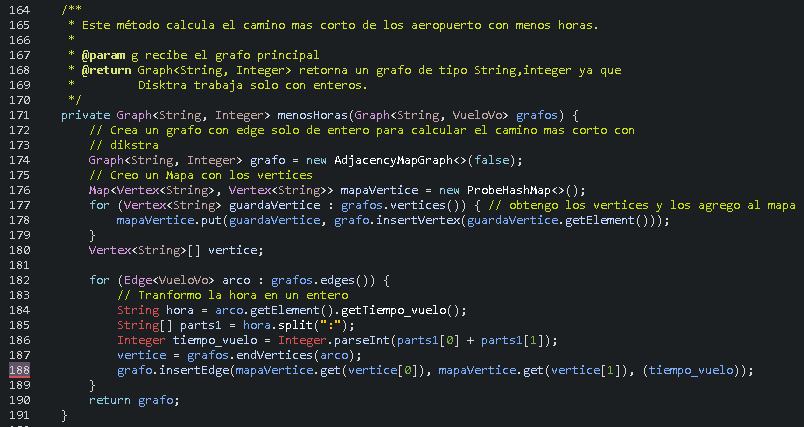 164 /**
165 * Este método calcula el camino mas corto de los aeropuerto con menos horas.
166 *
167 * @param g recibe el grafo principal
168 * @return Graph<String, Integer> retorna un grafo de tipo String,integer ya que
169 * Disktra trabaja solo con enteros.
170 */
171 private Graph<String, Integer> menosHoras(Graph<String, VueloVo> grafos) {
172 // Crea un grafo con edge solo de entero para calcular el camino mas corto con
173 // dikstra
174 Graph<String, Integer> grafo = new AdjacencyMapGraph<>(false);
175 // Creo un Mapa con los vertices
176 Map<Vertex<String>, Vertex<String>> mapaVertice = new ProbeHashMap<>();
177 for (Vertex<String> guardaVertice : grafos.vertices()) { // obtengo los vertices y los agrego al mapa
178 mapaVertice.put(guardaVertice, grafo.insertVertex(guardaVertice.getElement()));
179 }
180 Vertex<String>[] vertice;
181
182 for (Edge<VueloVo> arco : grafos.edges()) {
183 // Tranformo la hora en un entero
184 String hora = arco.getElement().getTiempo_vuelo();
185 String[] parts1 = hora.split(":");
186 Integer tiempo_vuelo = Integer.parseInt(parts1[0] + parts1[1]);
187 vertice = grafos.endVertices(arco);
188 grafo.insertEdge(mapaVertice.get(vertice[0]), mapaVertice.get(vertice[1]), (tiempo_vuelo));
189 }
190 return grafo;
191 }